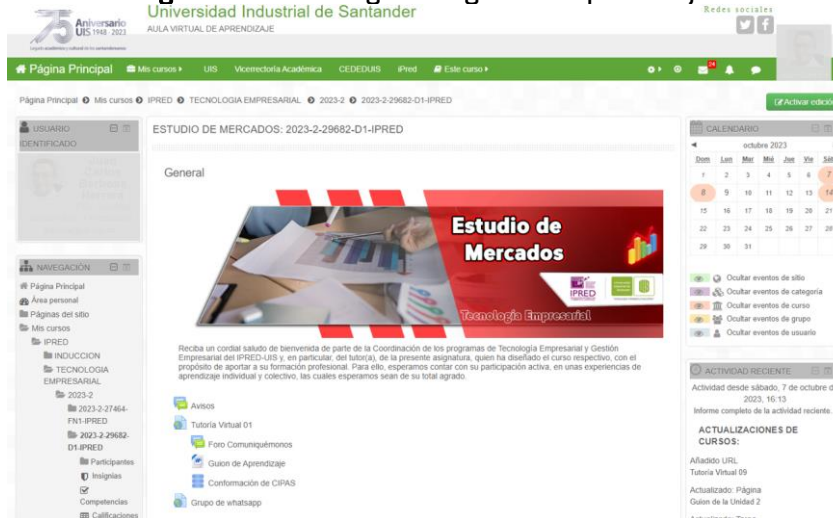 75 Aniversario
UIS 1948 - 2023
Legado académico y cultural de los santandereanos
Universidad Industrial de Santander
AULA VIRTUAL DE APRENDIZAJE
Redes sociales
Página Principal Mis cursos UIS Vicerrectoría Académica CEDEDUIS iPred Este curso 24
Página Principal Mis cursos IPRED TECNOLOGIA EMPRESARIAL 2023-2 2023-2-29682-D1-IPRED
Activar edición
USUARIO
IDENTIFICADO
NAVEGACIÓN
Página Principal
Área personal
Páginas del sitio
Mis cursos
IPRED
INDUCCION
TECNOLOGIA
EMPRESARIAL
2023-2
2023-2-27464-
FN1-IPRED
2023-2-29682-
D1-IPRED
Participantes
Insignias
Competencias
Calificaciones
ESTUDIO DE MERCADOS: 2023-2-29682-D1-IPRED
General
Estudio de
Mercados
IPRED
Tecnología Empresarial
Reciba un cordial saludo de bienvenida de parte de la Coordinación de los programas de Tecnología Empresarial y Gestión
Empresarial del IPRED-UIS y, en particular, del tutor(a), de la presente asignatura, quien ha diseñado el curso respectivo, con el
propósito de aportar a su formación profesional. Para ello, esperamos contar con su participación activa, en unas experiencias de
aprendizaje individual y colectivo, las cuales esperamos sean de su total agrado.
Avisos
Tutoría Virtual 01
Foro Comuniquémonos
Guion de Aprendizaje
Conformación de CIPAS
Grupo de whatsapp
CALENDARIO
octubre 2023
Dom Lun Mar Mié Jue Vie Sáb
1 2 3 4 5 6 7
8 9 10 11 12 13 14
15 16 17 18 19 20 21
22 23 24 25 26 27 28
29 30 31
Ocultar eventos de sitio
Ocultar eventos de categoría
Ocultar eventos de curso
Ocultar eventos de grupo
Ocultar eventos de usuario
ACTIVIDAD RECIENTE
Actividad desde sábado, 7 de octubre de
2023, 16:13
Informe completo de la actividad reciente.
ACTUALIZACIONES DE
CURSOS:
Añadido URL
Tutoría Virtual 09
Actualizado: Página
Guion de la Unidad 2